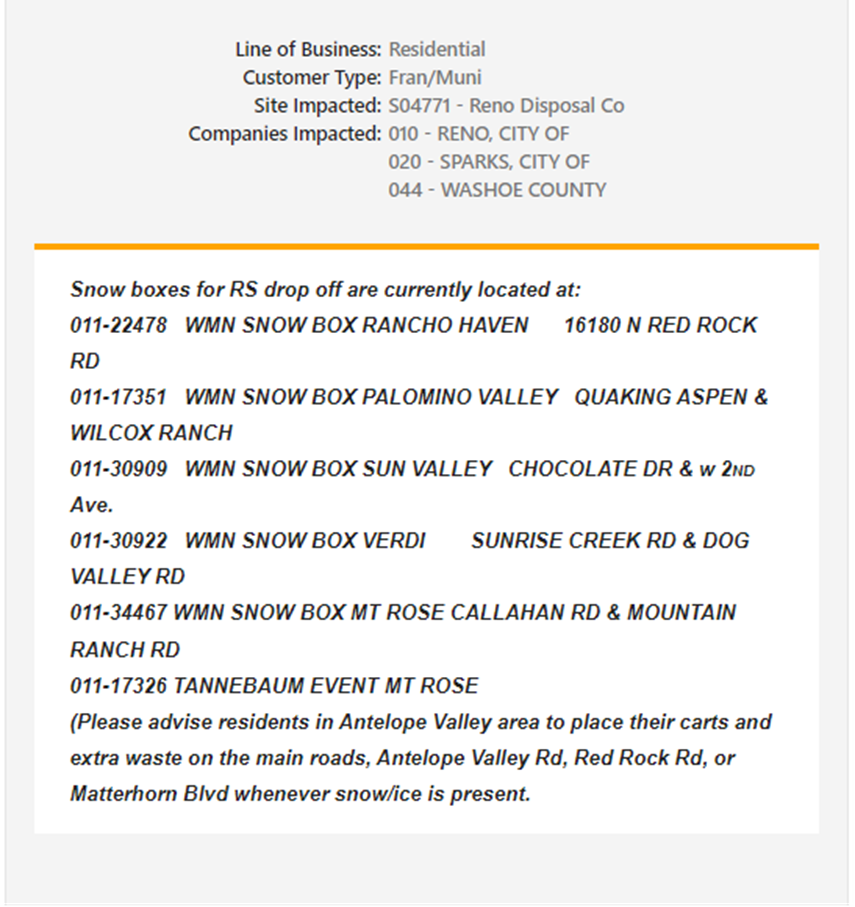 Line of Business: Residential
Customer Type: Fran/Muni
Site Impacted: S04771 - Reno Disposal Co
Companies Impacted: 010 - RENO, CITY OF
020 - SPARKS, CITY OF
044 - WASHOE COUNTY
Snow boxes for RS drop off are currently located at:
011-22478 WMN SNOW BOX RANCHO HAVEN 16180 N RED ROCK
RD
011-17351 WMN SNOW BOX PALOMINO VALLEY QUAKING ASPEN &
WILCOX RANCH
011-30909 WMN SNOW BOX SUN VALLEY CHOCOLATE DR & w 2ND
Ave.
011-30922 WMN SNOW BOX VERDI SUNRISE CREEK RD & DOG
VALLEY RD
011-34467 WMN SNOW BOX MT ROSE CALLAHAN RD & MOUNTAIN
RANCH RD
011-17326 TANNEBAUM EVENT MT ROSE
(Please advise residents in Antelope Valley area to place their carts and
extra waste on the main roads, Antelope Valley Rd, Red Rock Rd, or
Matterhorn Blvd whenever snow/ice is present.